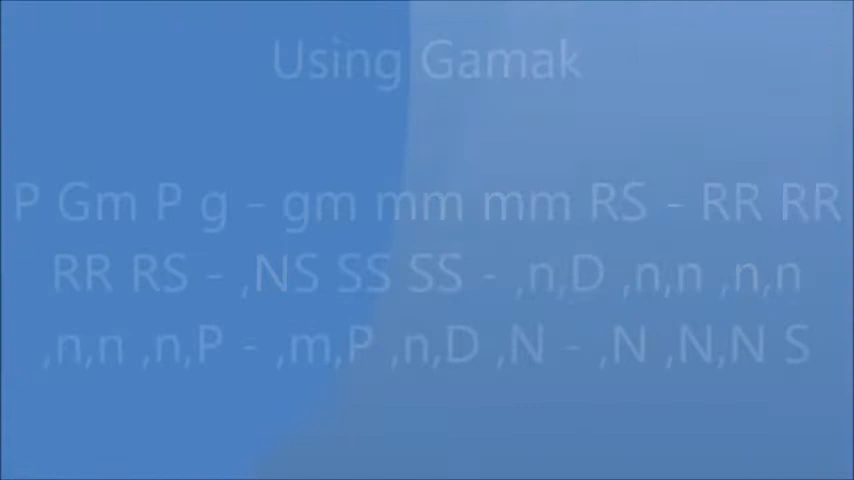 Using Gamak
P Gm P g - gm mm mm RS - RR RR
RR RS - ,NS SS SS - ,n,D ,n,n ,n,n
,n,n ,n,P - ,m,P ,n,D ,N - ,N ,N,N S